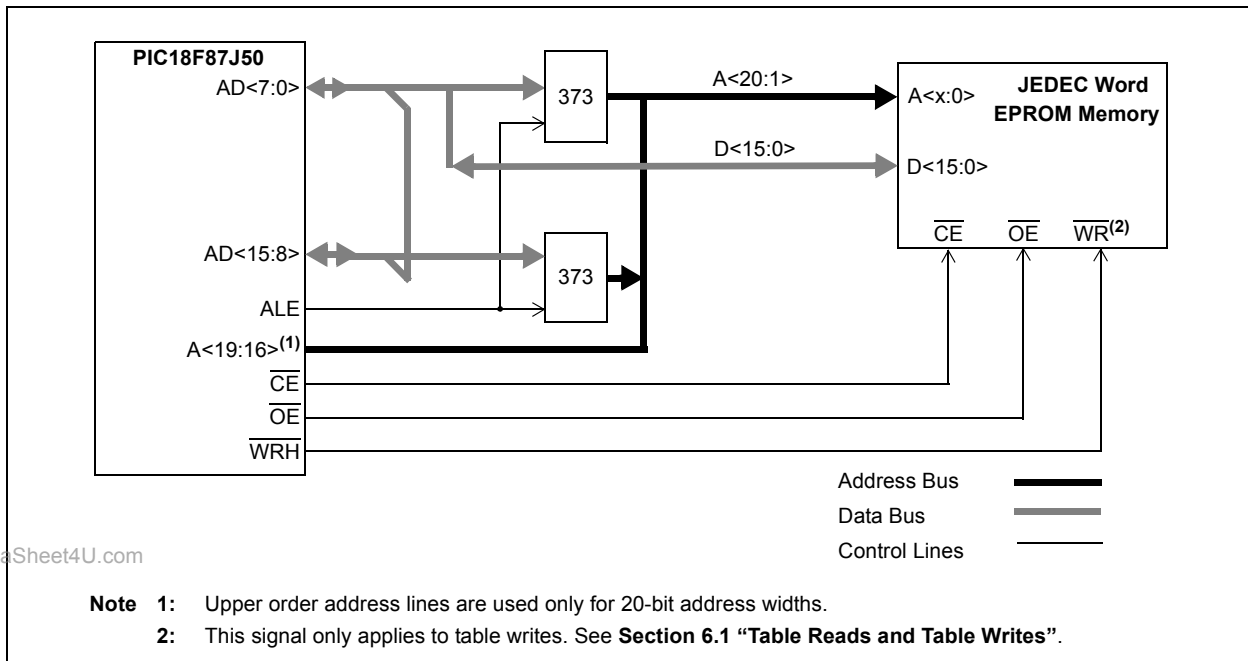 PIC18F87J50
AD<7:0>
373
A<20:1>
A<x:0>
JEDEC Word
EPROM Memory
D<15:0>
D<15:0>
CE
OE
WR(2)
AD<15:8>
373
ALE
A<19:16>(1)
CE
OE
WRH
Address Bus
Data Bus
Control Lines
aSheet4U.com
Note 1: Upper order address lines are used only for 20-bit address widths.
2: This signal only applies to table writes. See Section 6.1 “Table Reads and Table Writes”.